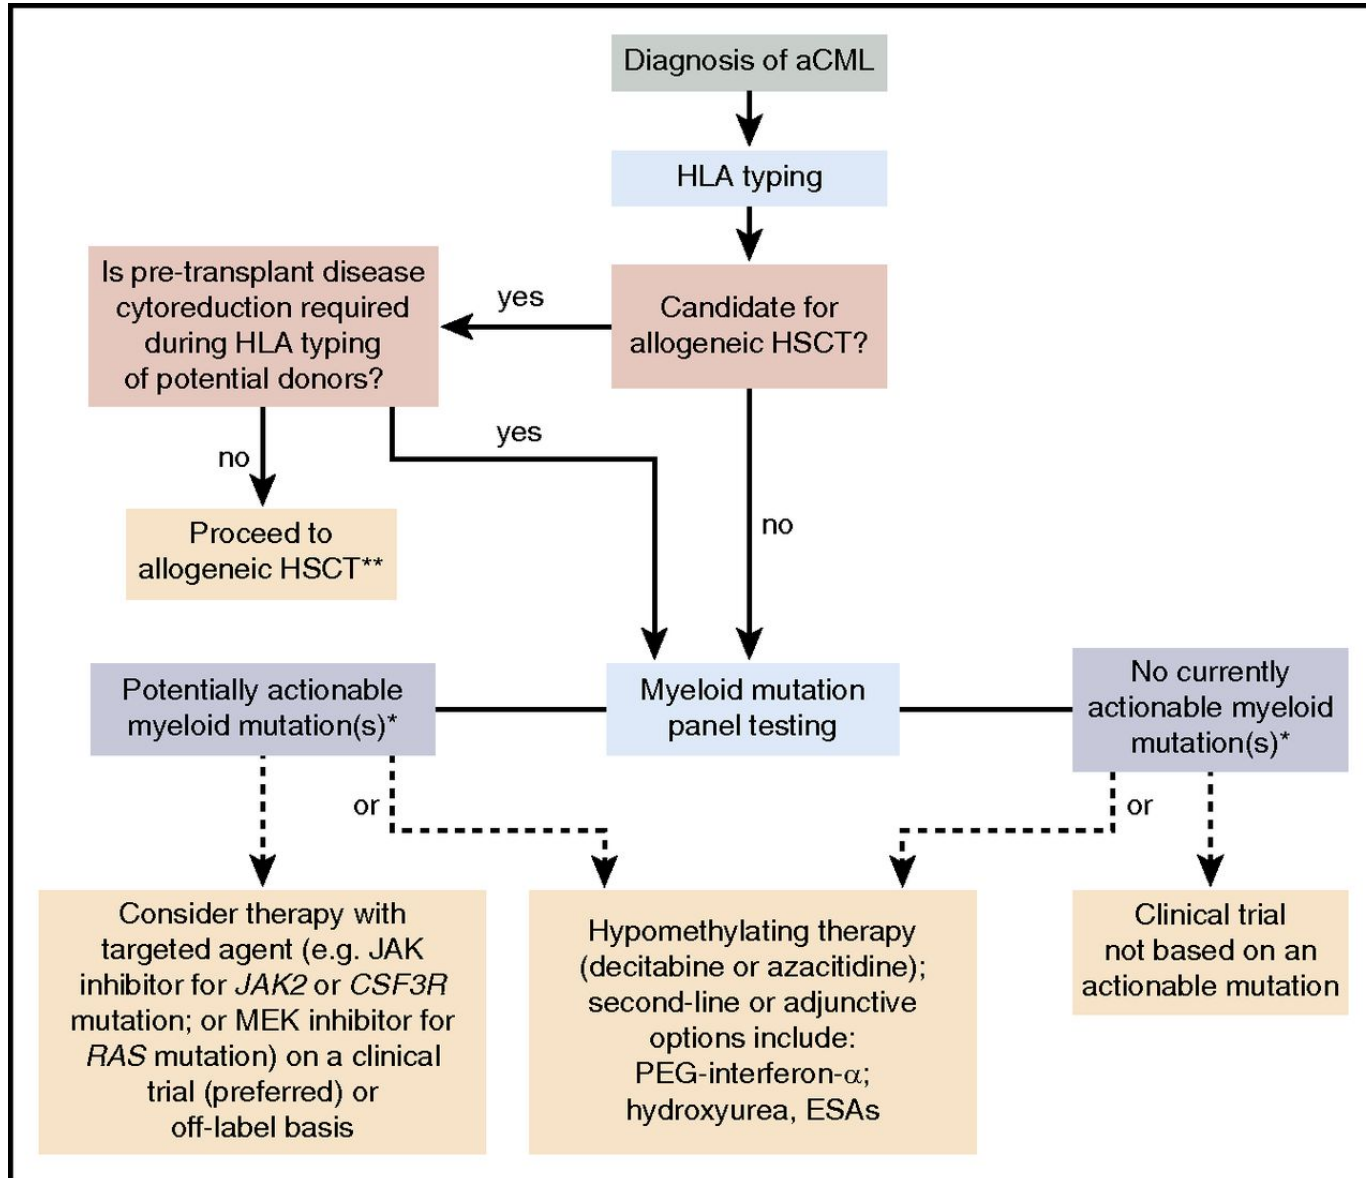 Diagnosis of aCML
HLA typing
Is pre-transplant disease
cytoreduction required
during HLA typing
of potential donors?
yes
Candidate for
allogeneic HSCT?
no
yes
no
Proceed to
allogeneic HSCT**
Potentially actionable
myeloid mutation(s)*
Myeloid mutation
panel testing
No currently
actionable myeloid
mutation(s)*
or
or
Consider therapy with
targeted agent (e.g. JAK
inhibitor for JAK2 or CSF3R
mutation; or MEK inhibitor for
RAS mutation) on a clinical
trial (preferred) or
off-label basis
Hypomethylating therapy
(decitabine or azacitidine);
second-line or adjunctive
options include:
PEG-interferon-α;
hydroxyurea, ESAs
Clinical trial
not based on an
actionable mutation